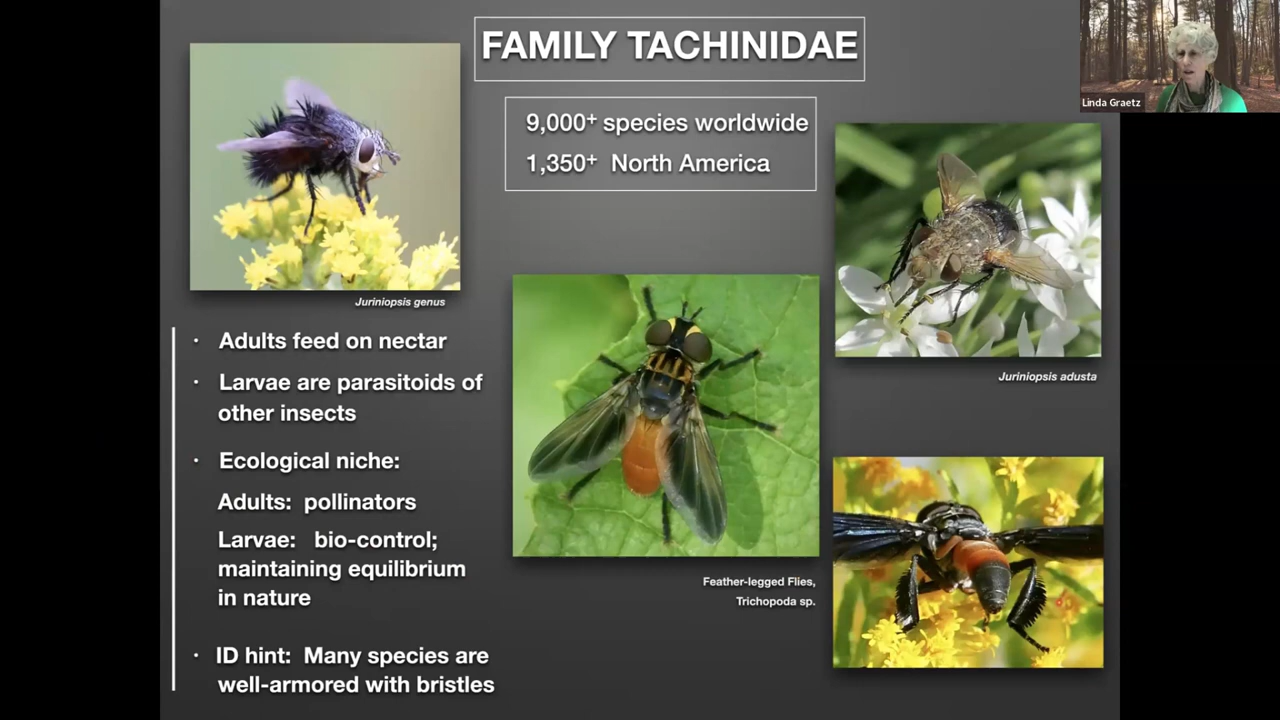 FAMILY TACHINIDAE
Linda Graetz
9,000+ species worldwide
1,350+ North America
Juriniopsis genus
Juriniopsis adusta
· Adults feed on nectar
· Larvae are parasitoids of
other insects
· Ecological niche:
Adults: pollinators
Larvae: bio-control;
maintaining equilibrium
in nature
· ID hint: Many species are
well-armored with bristles
Feather-legged Flies,
Trichopoda sp.